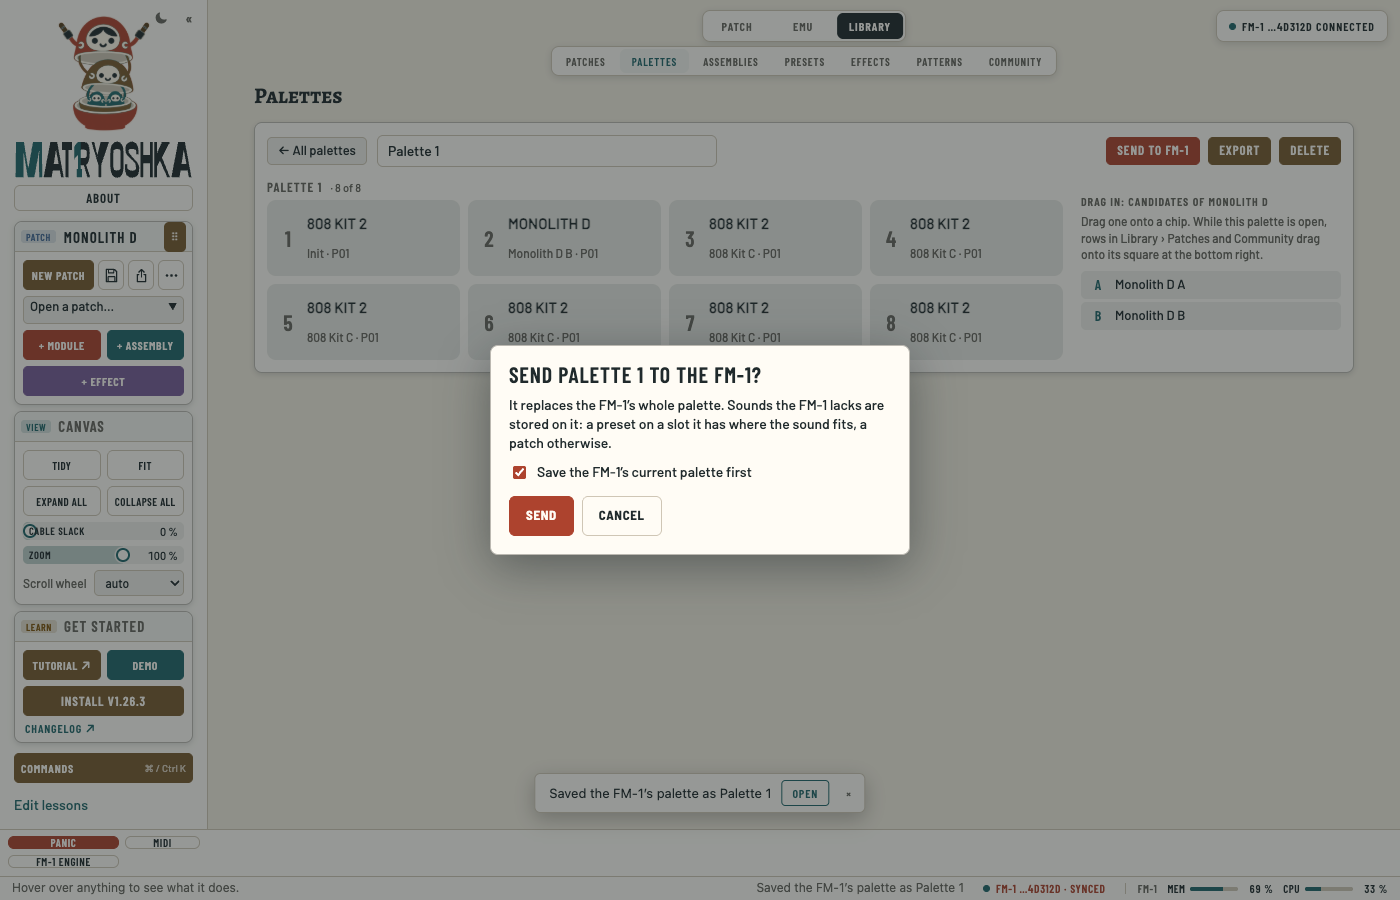 «
PATCH
EMU
LIBRARY
FM-1 …4D312D CONNECTED
PATCHES
PALETTES
ASSEMBLIES
PRESETS
EFFECTS
PATTERNS
COMMUNITY
MATRYOSHKA
ABOUT
PATCH
MONOLITH D
NEW PATCH
Open a patch...
+ MODULE
+ ASSEMBLY
+ EFFECT
VIEW
CANVAS
TIDY
FIT
EXPAND ALL
COLLAPSE ALL
CABLE SLACK 0 %
ZOOM 100 %
Scroll wheel auto
LEARN
GET STARTED
TUTORIAL ↗
DEMO
INSTALL V1.26.3
CHANGELOG ↗
COMMANDS ⌘ / Ctrl K
Edit lessons
PALETTES
← All palettes
Palette 1
SEND TO FM-1
EXPORT
DELETE
PALETTE 1 · 8 of 8
1
808 KIT 2
Init · P01
2
MONOLITH D
Monolith D B · P01
3
808 KIT 2
808 Kit C · P01
4
808 KIT 2
808 Kit C · P01
5
808 KIT 2
808 Kit C · P01
6
808 KIT 2
808 Kit C · P01
7
808 KIT 2
808 Kit C · P01
8
808 KIT 2
808 Kit C · P01
DRAG IN: CANDIDATES OF MONOLITH D
Drag one onto a chip. While this palette is open,
rows in Library › Patches and Community drag
onto its square at the bottom right.
A Monolith D A
B Monolith D B
SEND PALETTE 1 TO THE FM-1?
It replaces the FM-1's whole palette. Sounds the FM-1 lacks are
stored on it: a preset on a slot it has where the sound fits, a
patch otherwise.
Save the FM-1's current palette first
SEND
CANCEL
Saved the FM-1's palette as Palette 1
OPEN
×
PANIC
MIDI
FM-1 ENGINE
Hover over anything to see what it does.
Saved the FM-1's palette as Palette 1
FM-1 …4D312D · SYNCED
FM-1 MEM 69 % CPU 33 %